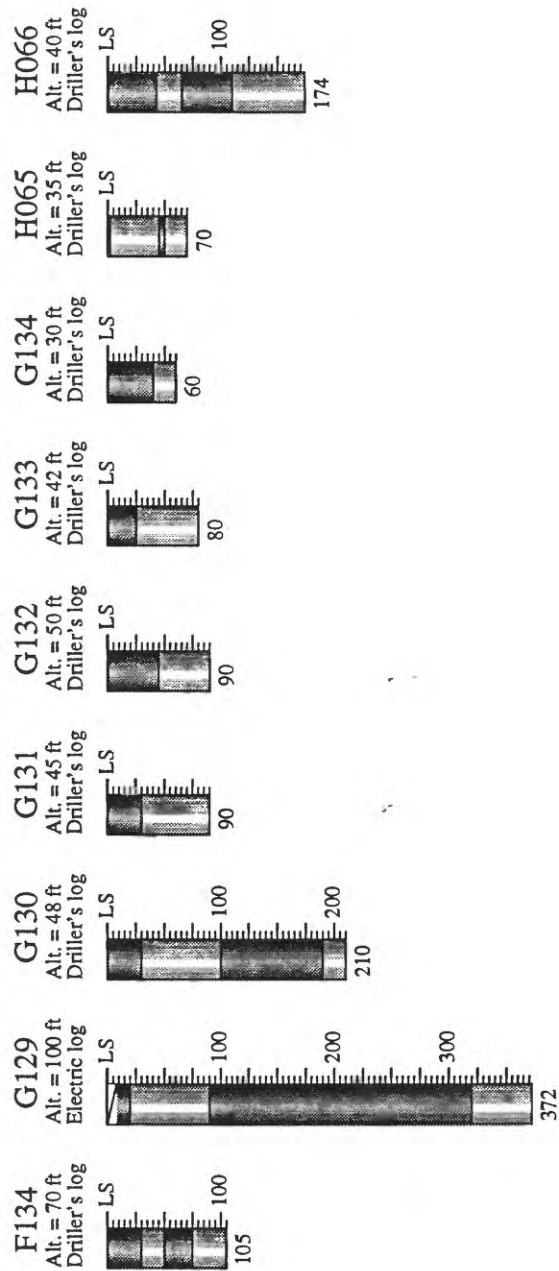 F134
Alt. = 70 ft
Driller's log
LS
100
105
G129
Alt. = 100 ft
Electric log
LS
100
200
300
372
G130
Alt. = 48 ft
Driller's log
LS
100
200
210
G131
Alt. = 45 ft
Driller's log
LS
90
G132
Alt. = 50 ft
Driller's log
LS
90
G133
Alt. = 42 ft
Driller's log
LS
80
G134
Alt. = 30 ft
Driller's log
LS
60
H065
Alt. = 35 ft
Driller's log
LS
70
H066
Alt. = 40 ft
Driller's log
LS
100
174